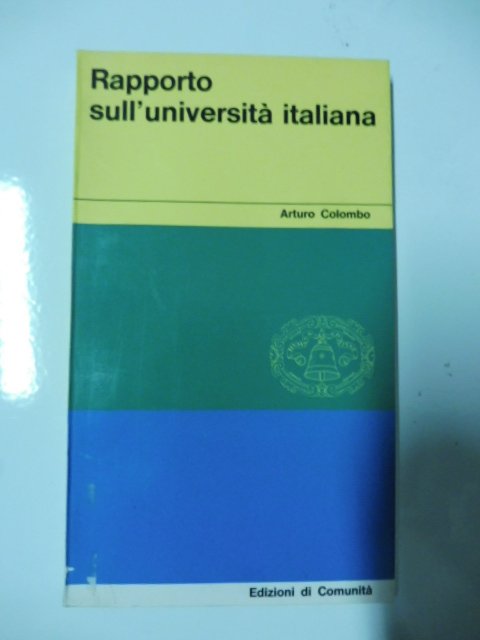 Rapporto
sull'università italiana
Arturo Colombo
Edizioni di Comunità